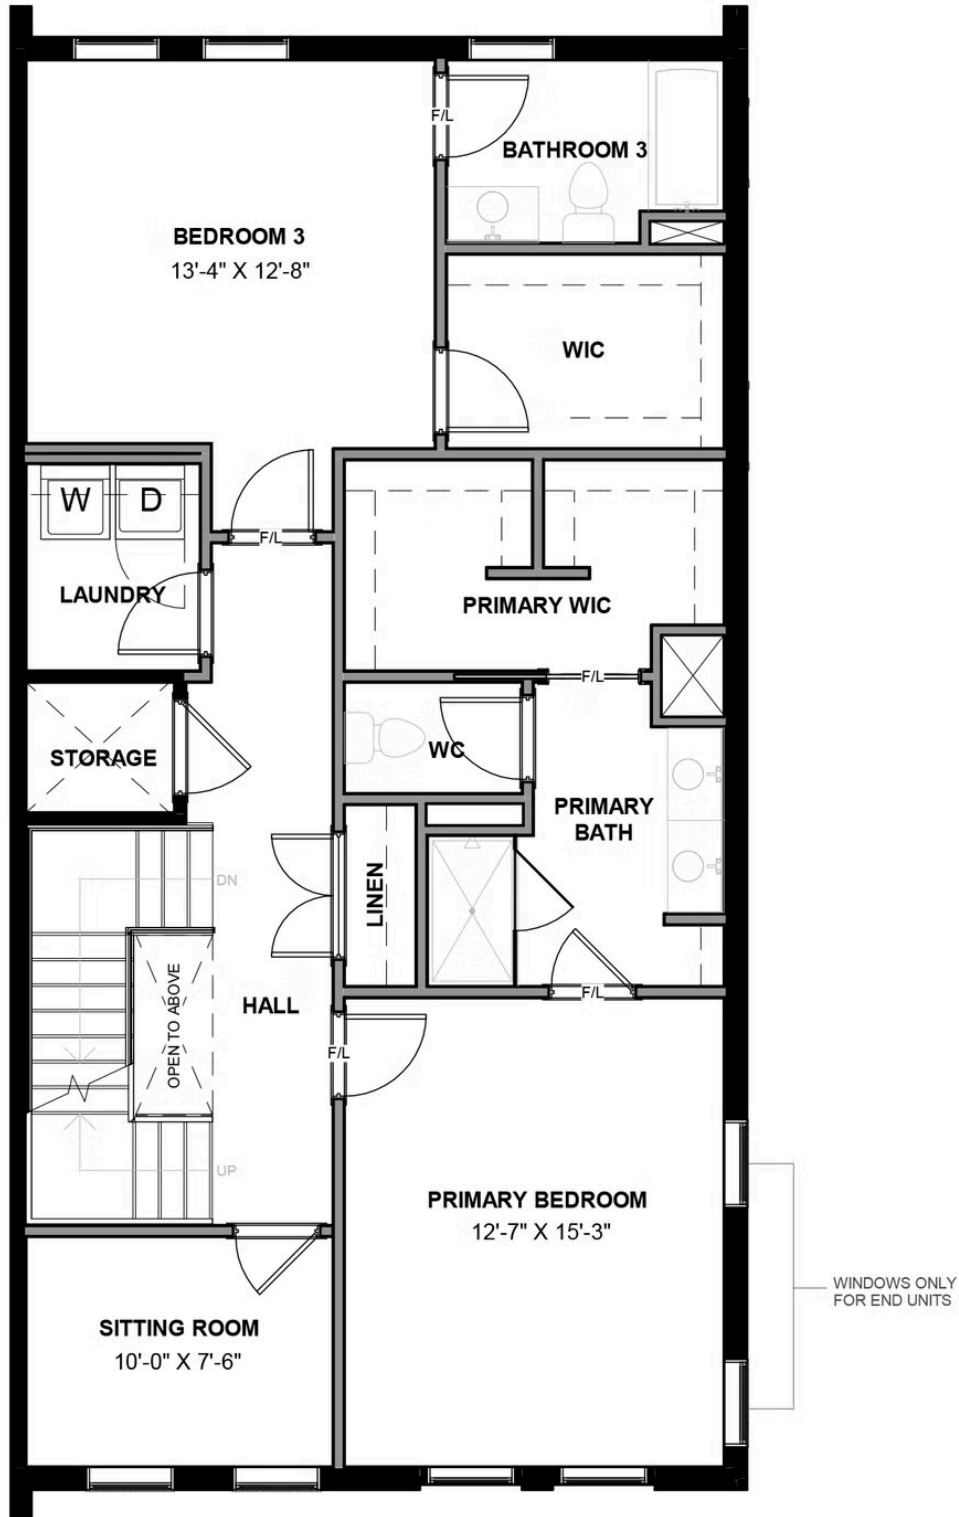 F/L
BATHROOM 3
BEDROOM 3
13'-4" X 12'-8"
WIC
W
D
F/L
LAUNDRY
PRIMARY WIC
F/L
STORAGE
WC
PRIMARY
BATH
DN
LINEN
OPEN TO ABOVE
HALL
F/L
F/L
UP
PRIMARY BEDROOM
12'-7" X 15'-3"
WINDOWS ONLY
FOR END UNITS
SITTING ROOM
10'-0" X 7'-6"